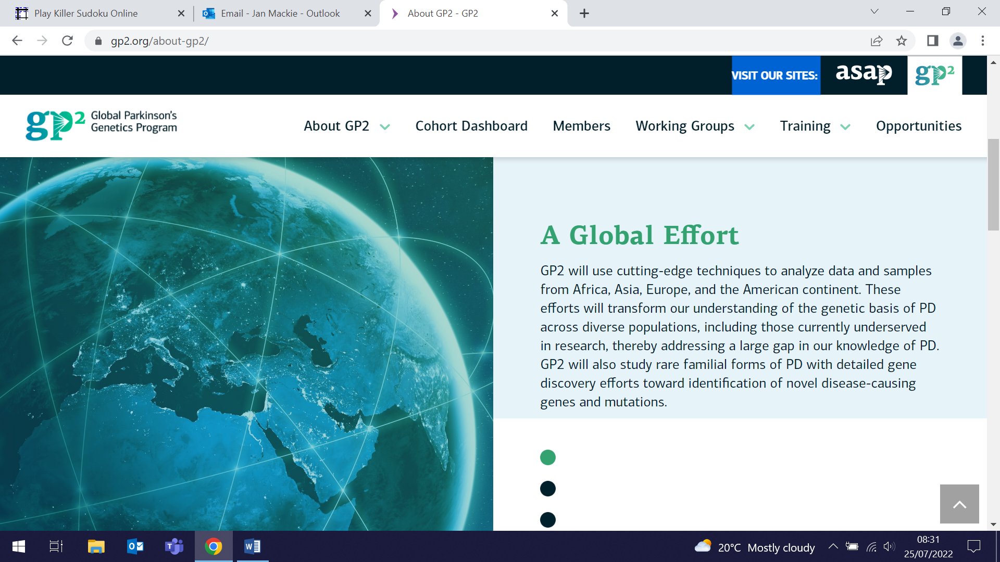 Play Killer Sudoku Online
Email - Jan Mackie - Outlook
About GP2 - GP2
gp2.org/about-gp2/
VISIT OUR SITES:
asap
gp2
gp2
Global Parkinson's
Genetics Program
About GP2
Cohort Dashboard
Members
Working Groups
Training
Opportunities
A Global Effort
GP2 will use cutting-edge techniques to analyze data and samples
from Africa, Asia, Europe, and the American continent. These
efforts will transform our understanding of the genetic basis of PD
across diverse populations, including those currently underserved
in research, thereby addressing a large gap in our knowledge of PD.
GP2 will also study rare familial forms of PD with detailed gene
discovery efforts toward identification of novel disease-causing
genes and mutations.
20°C Mostly cloudy
08:31
25/07/2022